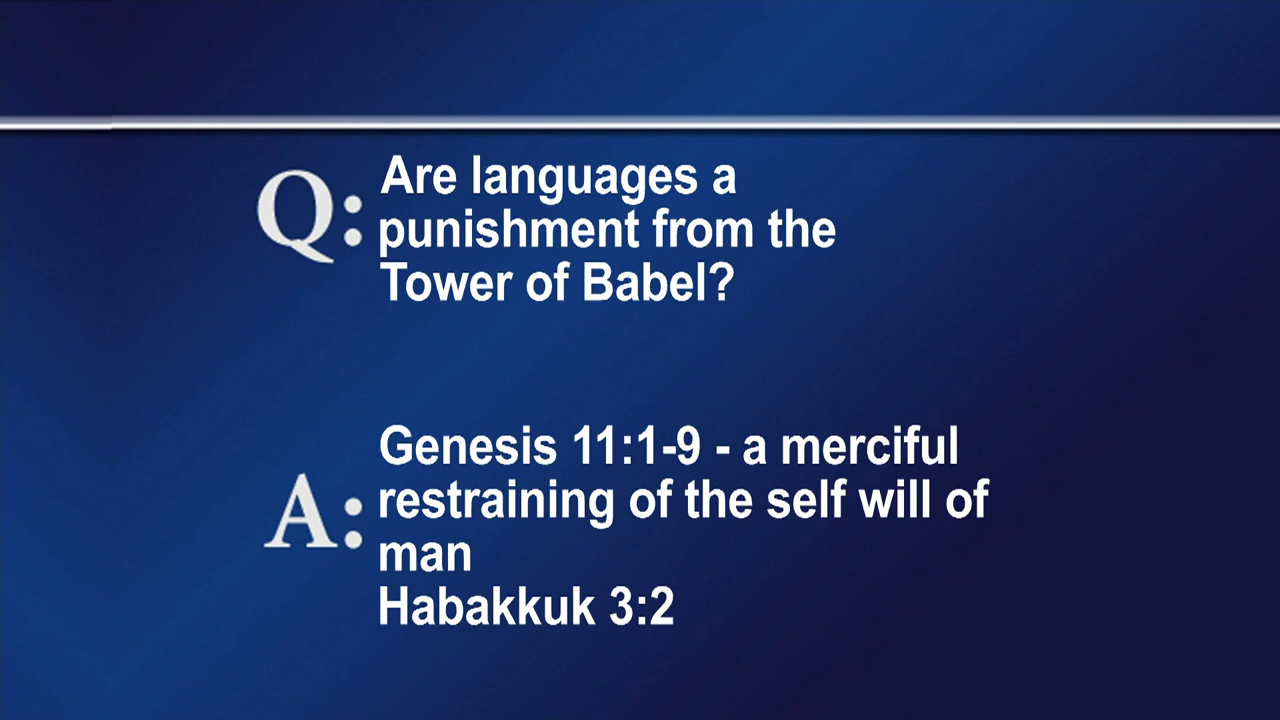 Q: Are languages a
punishment from the
Tower of Babel?
A: Genesis 11:1-9 - a merciful
restraining of the self will of
man
Habakkuk 3:2